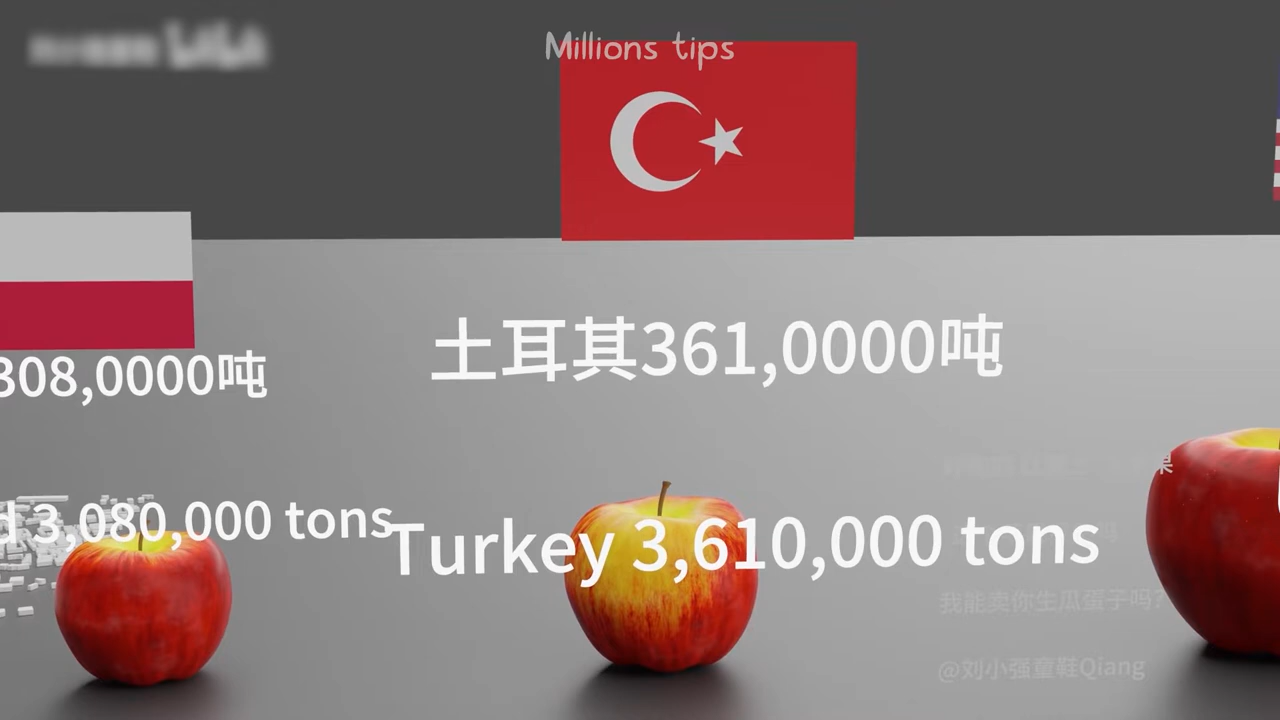 Millions tips
土耳其361,0000吨
308,0000吨
d 3,080,000 tons
Turkey 3,610,000 tons
果
吗
我能卖你生瓜蛋子吗?
@刘小强童鞋Qiang